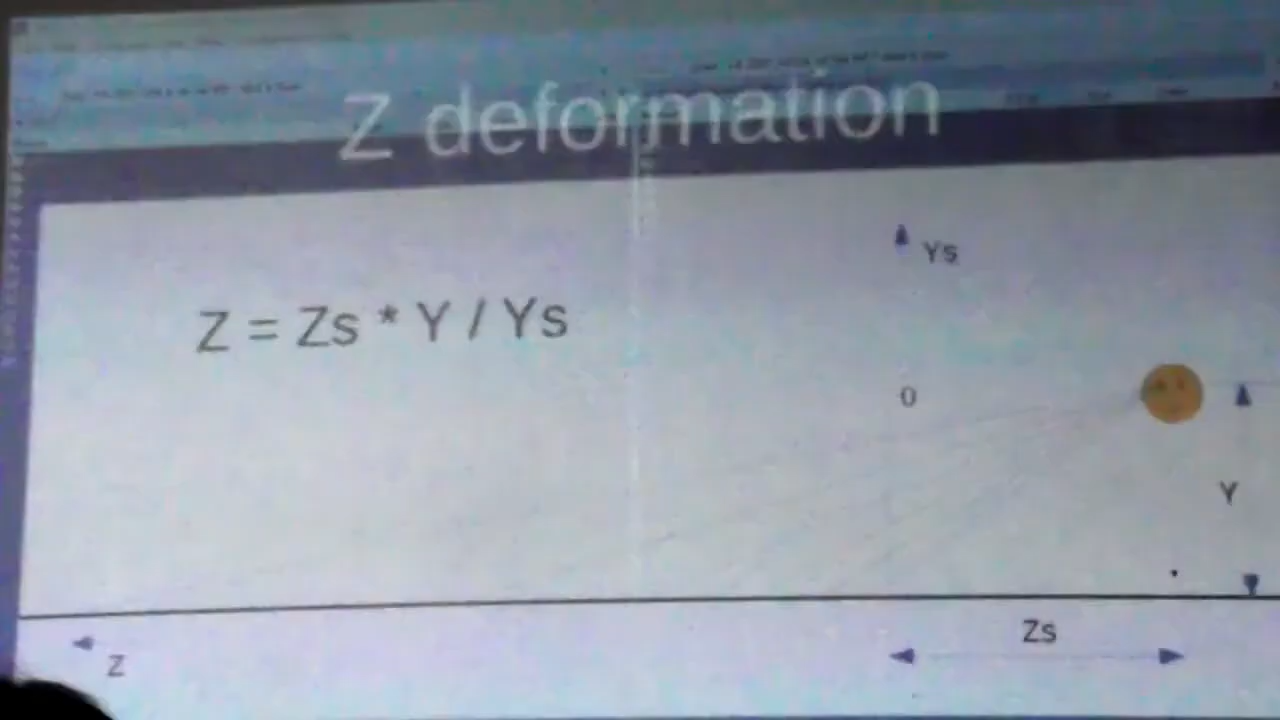 Z deformation
Ys
Z = Zs * Y / Ys
0
Y
Zs
Z